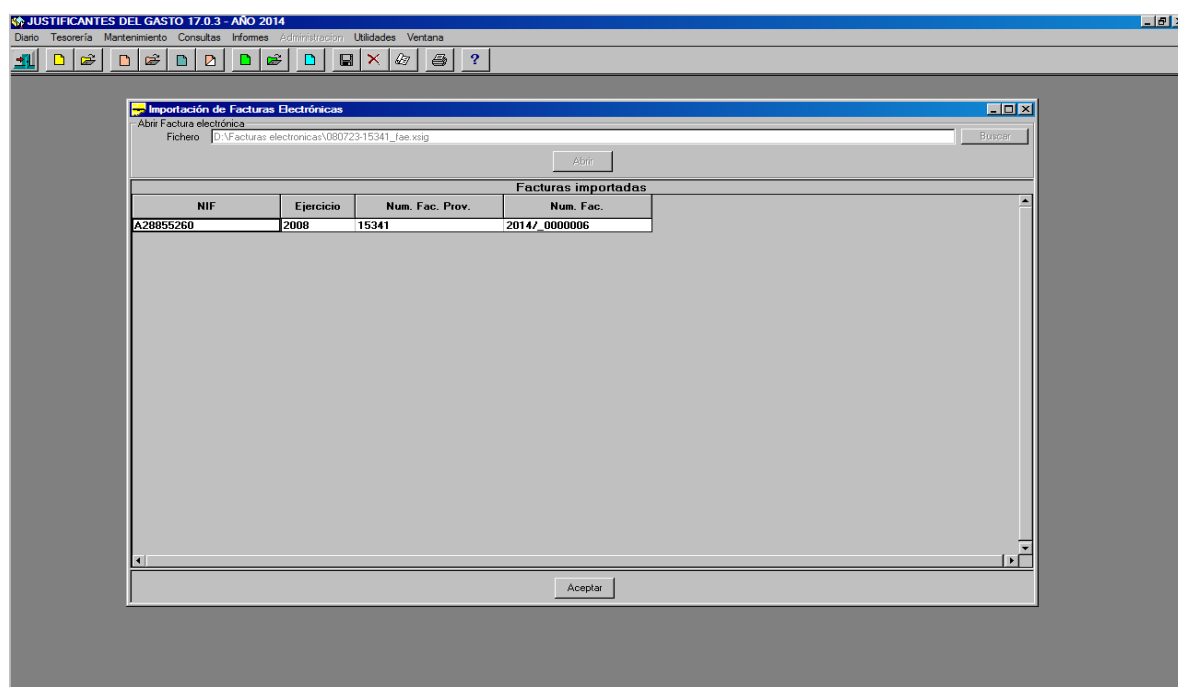 JUSTIFICANTES DEL GASTO 17.0.3 - AÑO 2014
Diario Tesorería Mantenimiento Consultas Informes Administracion Utilidades Ventana
?
Importación de Facturas Electrónicas
Abrir Factura electrónica
Fichero D:\Facturas electronicas\080723-15341_fae.xsig Buscar
Abrir
Facturas importadas
NIF Ejercicio Num. Fac. Prov. Num. Fac.
A28855260 2008 15341 2014/_0000006
Aceptar